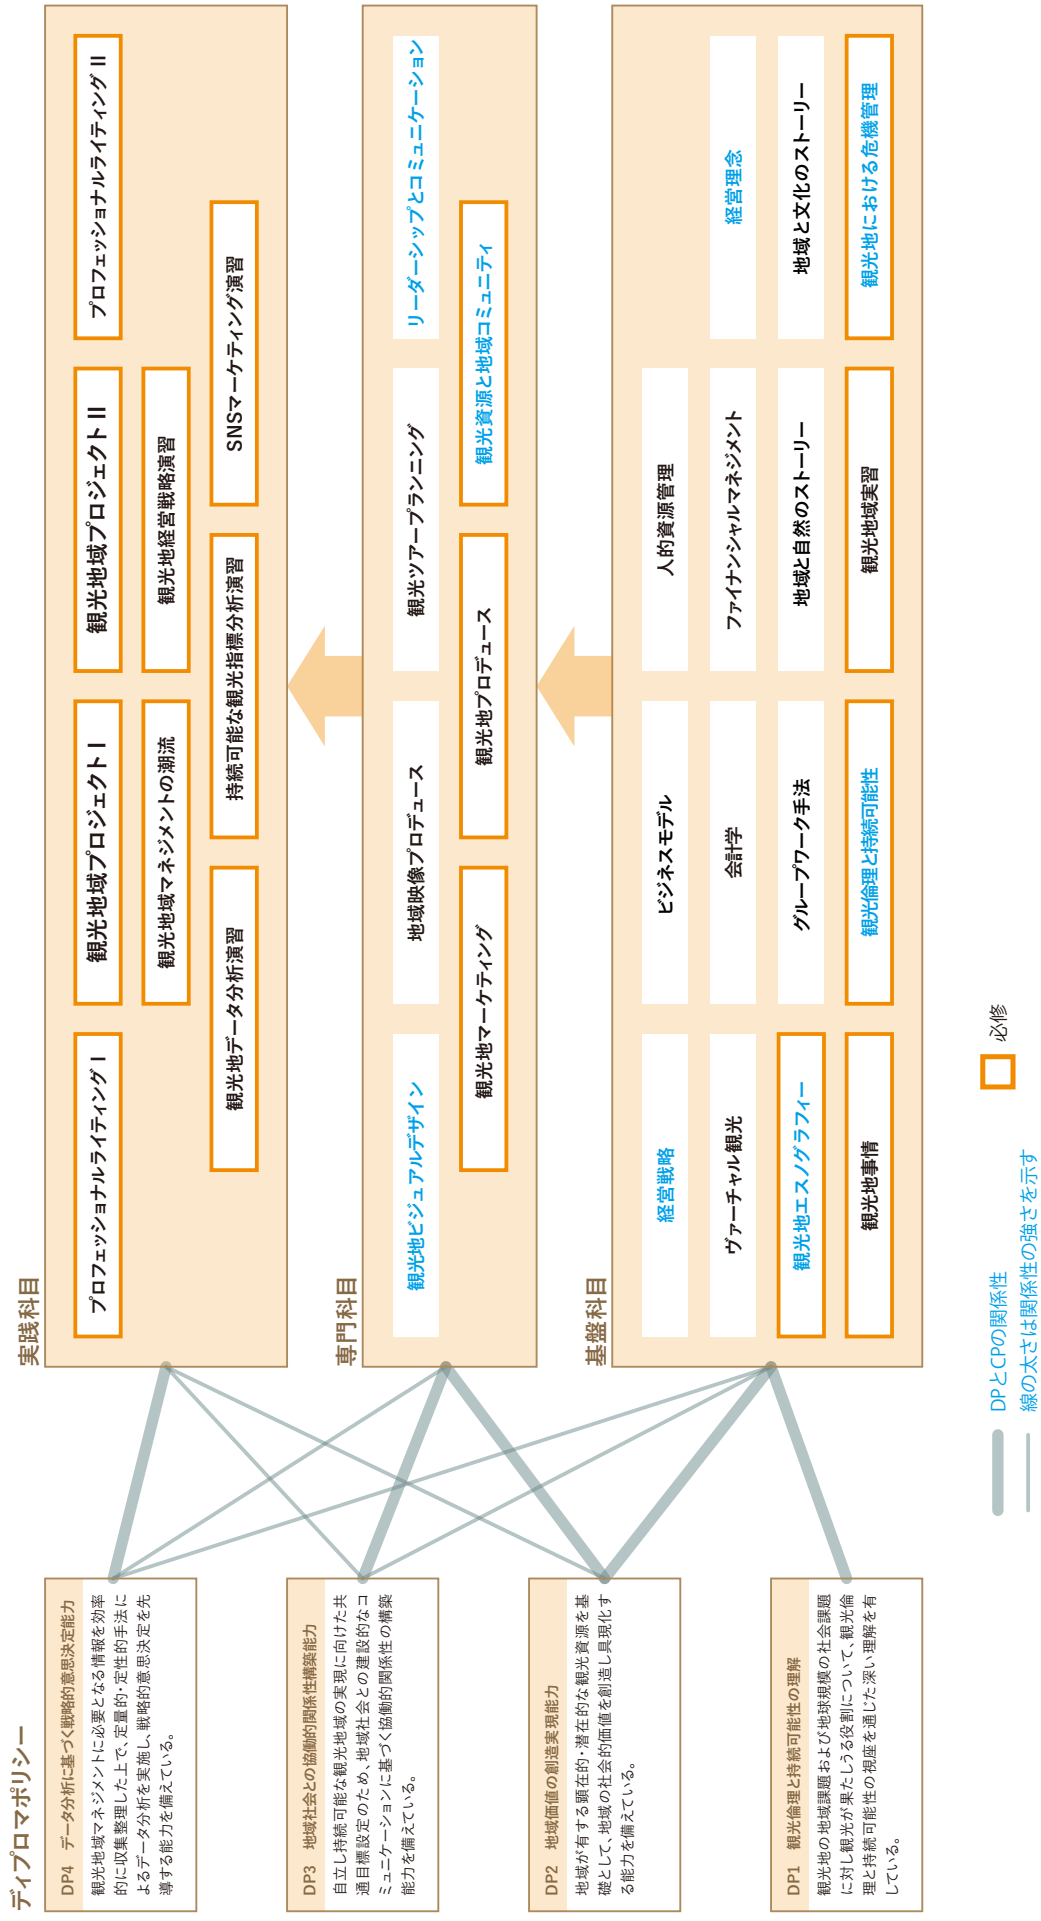 ディプロマポリシー
DP4　データ分析に基づく戦略的意思決定能力
観光地域マネジメントに必要となる情報を効率
的に収集整理した上で、定量的・定性的手法に
よるデータ分析を実施し、戦略的意思決定を先
導する能力を備えている。
DP3　地域社会との協働的関係性構築能力
自立し持続可能な観光地域の実現に向けた共
通目標設定のため、地域社会との建設的なコ
ミュニケーションに基づく協働的関係性の構築
能力を備えている。
DP2　地域価値の創造実現能力
地域が有する顕在的・潜在的な観光資源を基
礎として、地域の社会的価値を創造し具現化す
る能力を備えている。
DP1　観光倫理と持続可能性の理解
観光地の地域課題および地球規模の社会課題
に対し観光が果たしうる役割について、観光倫
理と持続可能性の視座を通じた深い理解を有
している。
実践科目
プロフェッショナルライティング I
観光地域プロジェクト I
観光地域プロジェクト II
プロフェッショナルライティング II
観光地域マネジメントの潮流
観光地経営戦略演習
観光地データ分析演習
持続可能な観光指標分析演習
SNSマーケティング演習
専門科目
観光地ビジュアルデザイン
地域映像プロデュース
観光ツアープランニング
リーダーシップとコミュニケーション
観光地マーケティング
観光地プロデュース
観光資源と地域コミュニティ
基盤科目
経営戦略
ビジネスモデル
人的資源管理
ヴァーチャル観光
会計学
ファイナンシャルマネジメント
経営理念
観光地エスノグラフィー
グループワーク手法
地域と自然のストーリー
地域と文化のストーリー
観光地事情
観光倫理と持続可能性
観光地域実習
観光地における危機管理
DPとCPの関係性
線の太さは関係性の強さを示す
必修